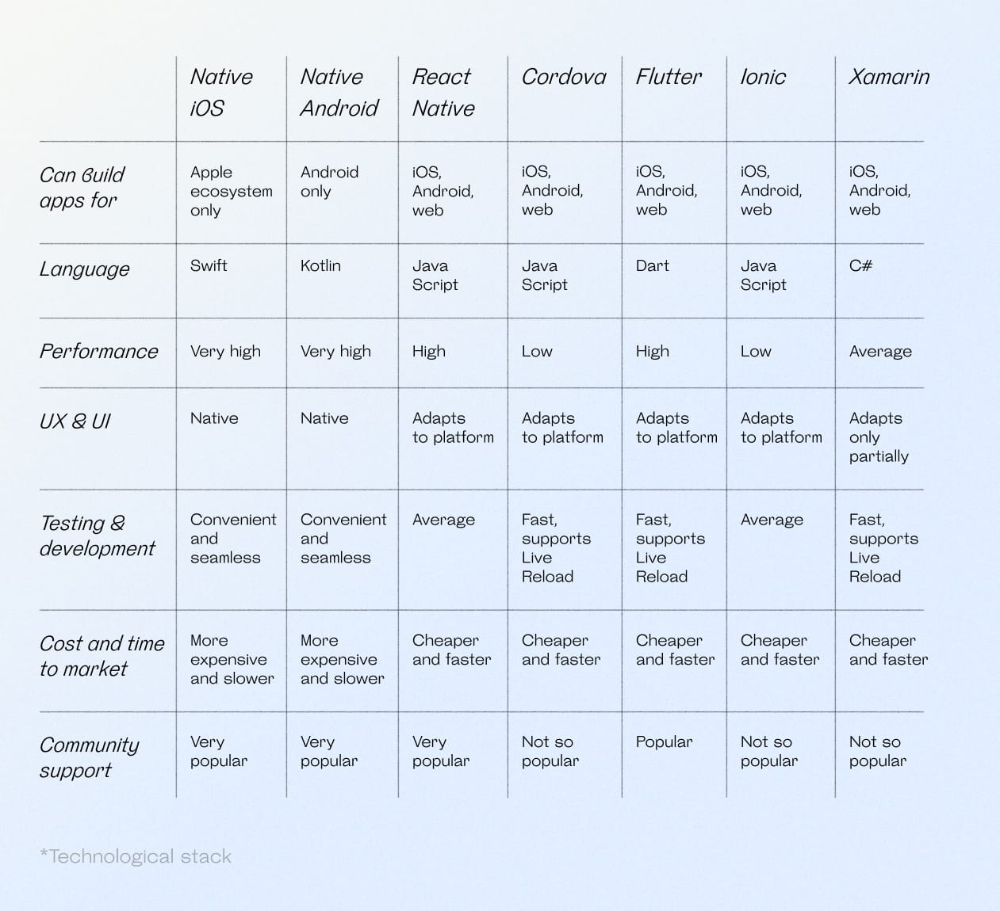 Native iOS
Native Android
React Native
Cordova
Flutter
Ionic
Xamarin
Can build apps for
Apple ecosystem only
Android only
iOS, Android, web
iOS, Android, web
iOS, Android, web
iOS, Android, web
iOS, Android, web
Language
Swift
Kotlin
Java Script
Java Script
Dart
Java Script
C#
Performance
Very high
Very high
High
Low
High
Low
Average
UX & UI
Native
Native
Adapts to platform
Adapts to platform
Adapts to platform
Adapts to platform
Adapts only partially
Testing & development
Convenient and seamless
Convenient and seamless
Average
Fast, supports Live Reload
Fast, supports Live Reload
Average
Fast, supports Live Reload
Cost and time to market
More expensive and slower
More expensive and slower
Cheaper and faster
Cheaper and faster
Cheaper and faster
Cheaper and faster
Cheaper and faster
Community support
Very popular
Very popular
Very popular
Not so popular
Popular
Not so popular
Not so popular
*Technological stack